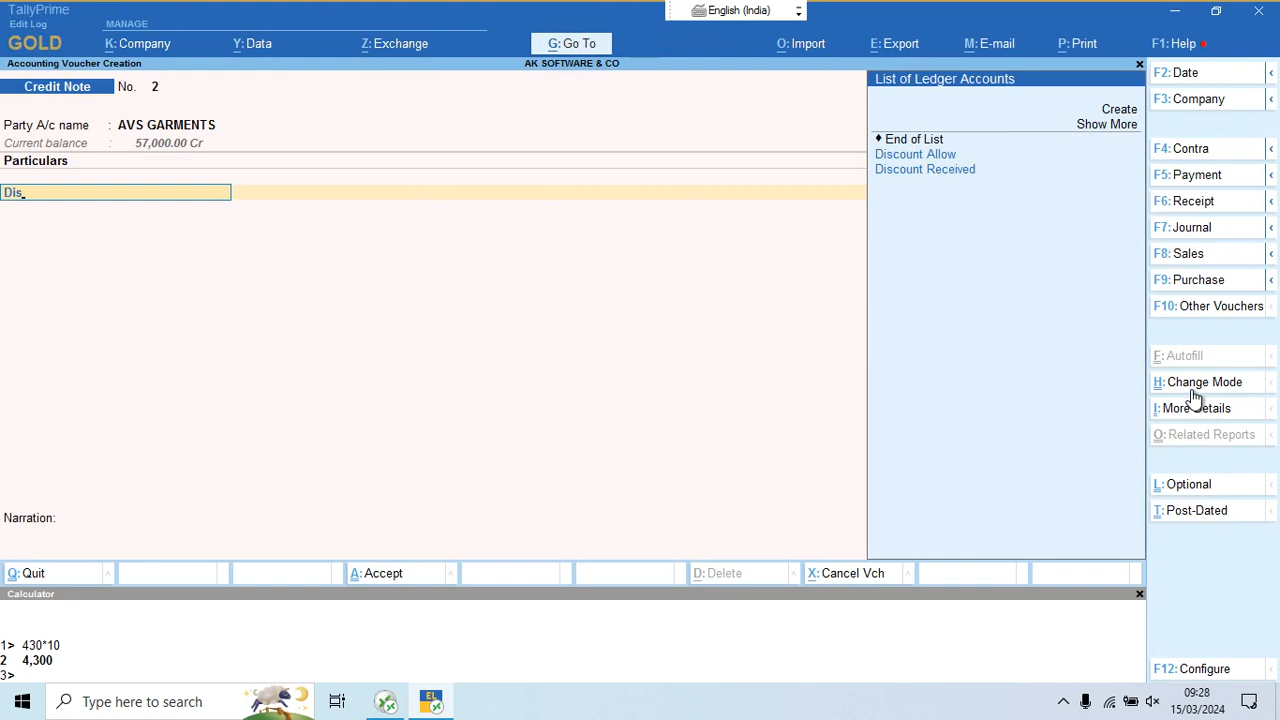 TallyPrime
English (India)
Edit Log
MANAGE
GOLD
K: Company
Y: Data
Z: Exchange
G: Go To
O: Import
E: Export
M: E-mail
P: Print
F1: Help
Accounting Voucher Creation
AK SOFTWARE & CO
Credit Note No. 2
Party A/c name : AVS GARMENTS
Current balance : 57,000.00 Cr
Particulars
Dis
List of Ledger Accounts
Create
Show More
End of List
Discount Allow
Discount Received
F2: Date
F3: Company
F4: Contra
F5: Payment
F6: Receipt
F7: Journal
F8: Sales
F9: Purchase
F10: Other Vouchers
F: Autofill
H: Change Mode
I: More Details
O: Related Reports
L: Optional
T: Post-Dated
F12: Configure
Narration:
Q: Quit
A: Accept
D: Delete
X: Cancel Vch
Calculator
1> 430*10
2 4,300
3>
Type here to search
09:28
15/03/2024